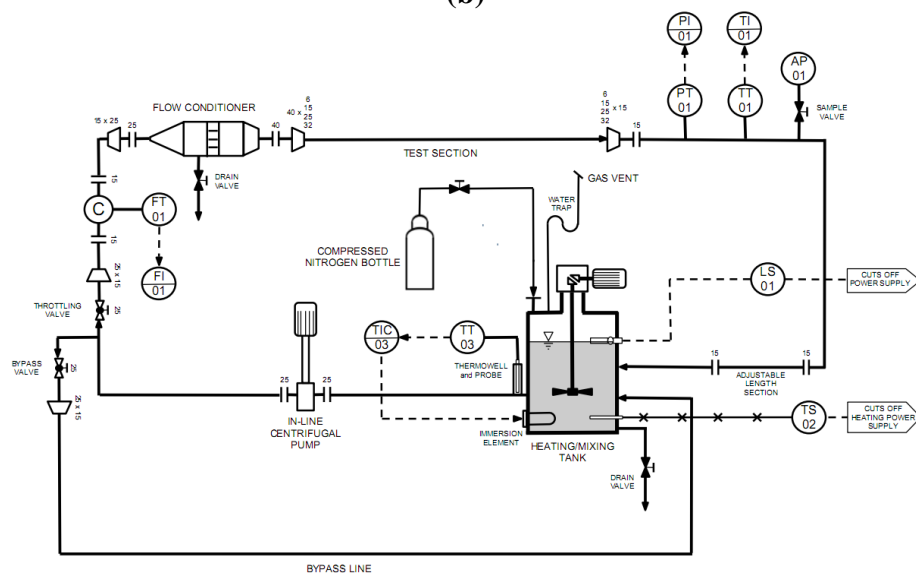 (b)
PI
01
TI
01
AP
01
PT
01
TT
01
SAMPLE
VALVE
FLOW CONDITIONER
15 x 25
25
40
40 x
6
15
25
32
6
15
25
32
x 15
15
TEST SECTION
DRAIN
VALVE
15
C
FT
01
15
FI
01
25 x 15
THROTTLING
VALVE
25
BYPASS
VALVE
25
25 x 15
GAS VENT
WATER
TRAP
COMPRESSED
NITROGEN BOTTLE
LS
01
CUTS OFF
POWER SUPPLY
TIC
03
TT
03
THERMOWELL
and PROBE
25
25
IN-LINE
CENTRIFUGAL
PUMP
IMMERSION
ELEMENT
HEATING/MIXING
TANK
15
15
ADJUSTABLE
LENGTH
SECTION
TS
02
CUTS OFF
HEATING POWER
SUPPLY
DRAIN
VALVE
BYPASS LINE